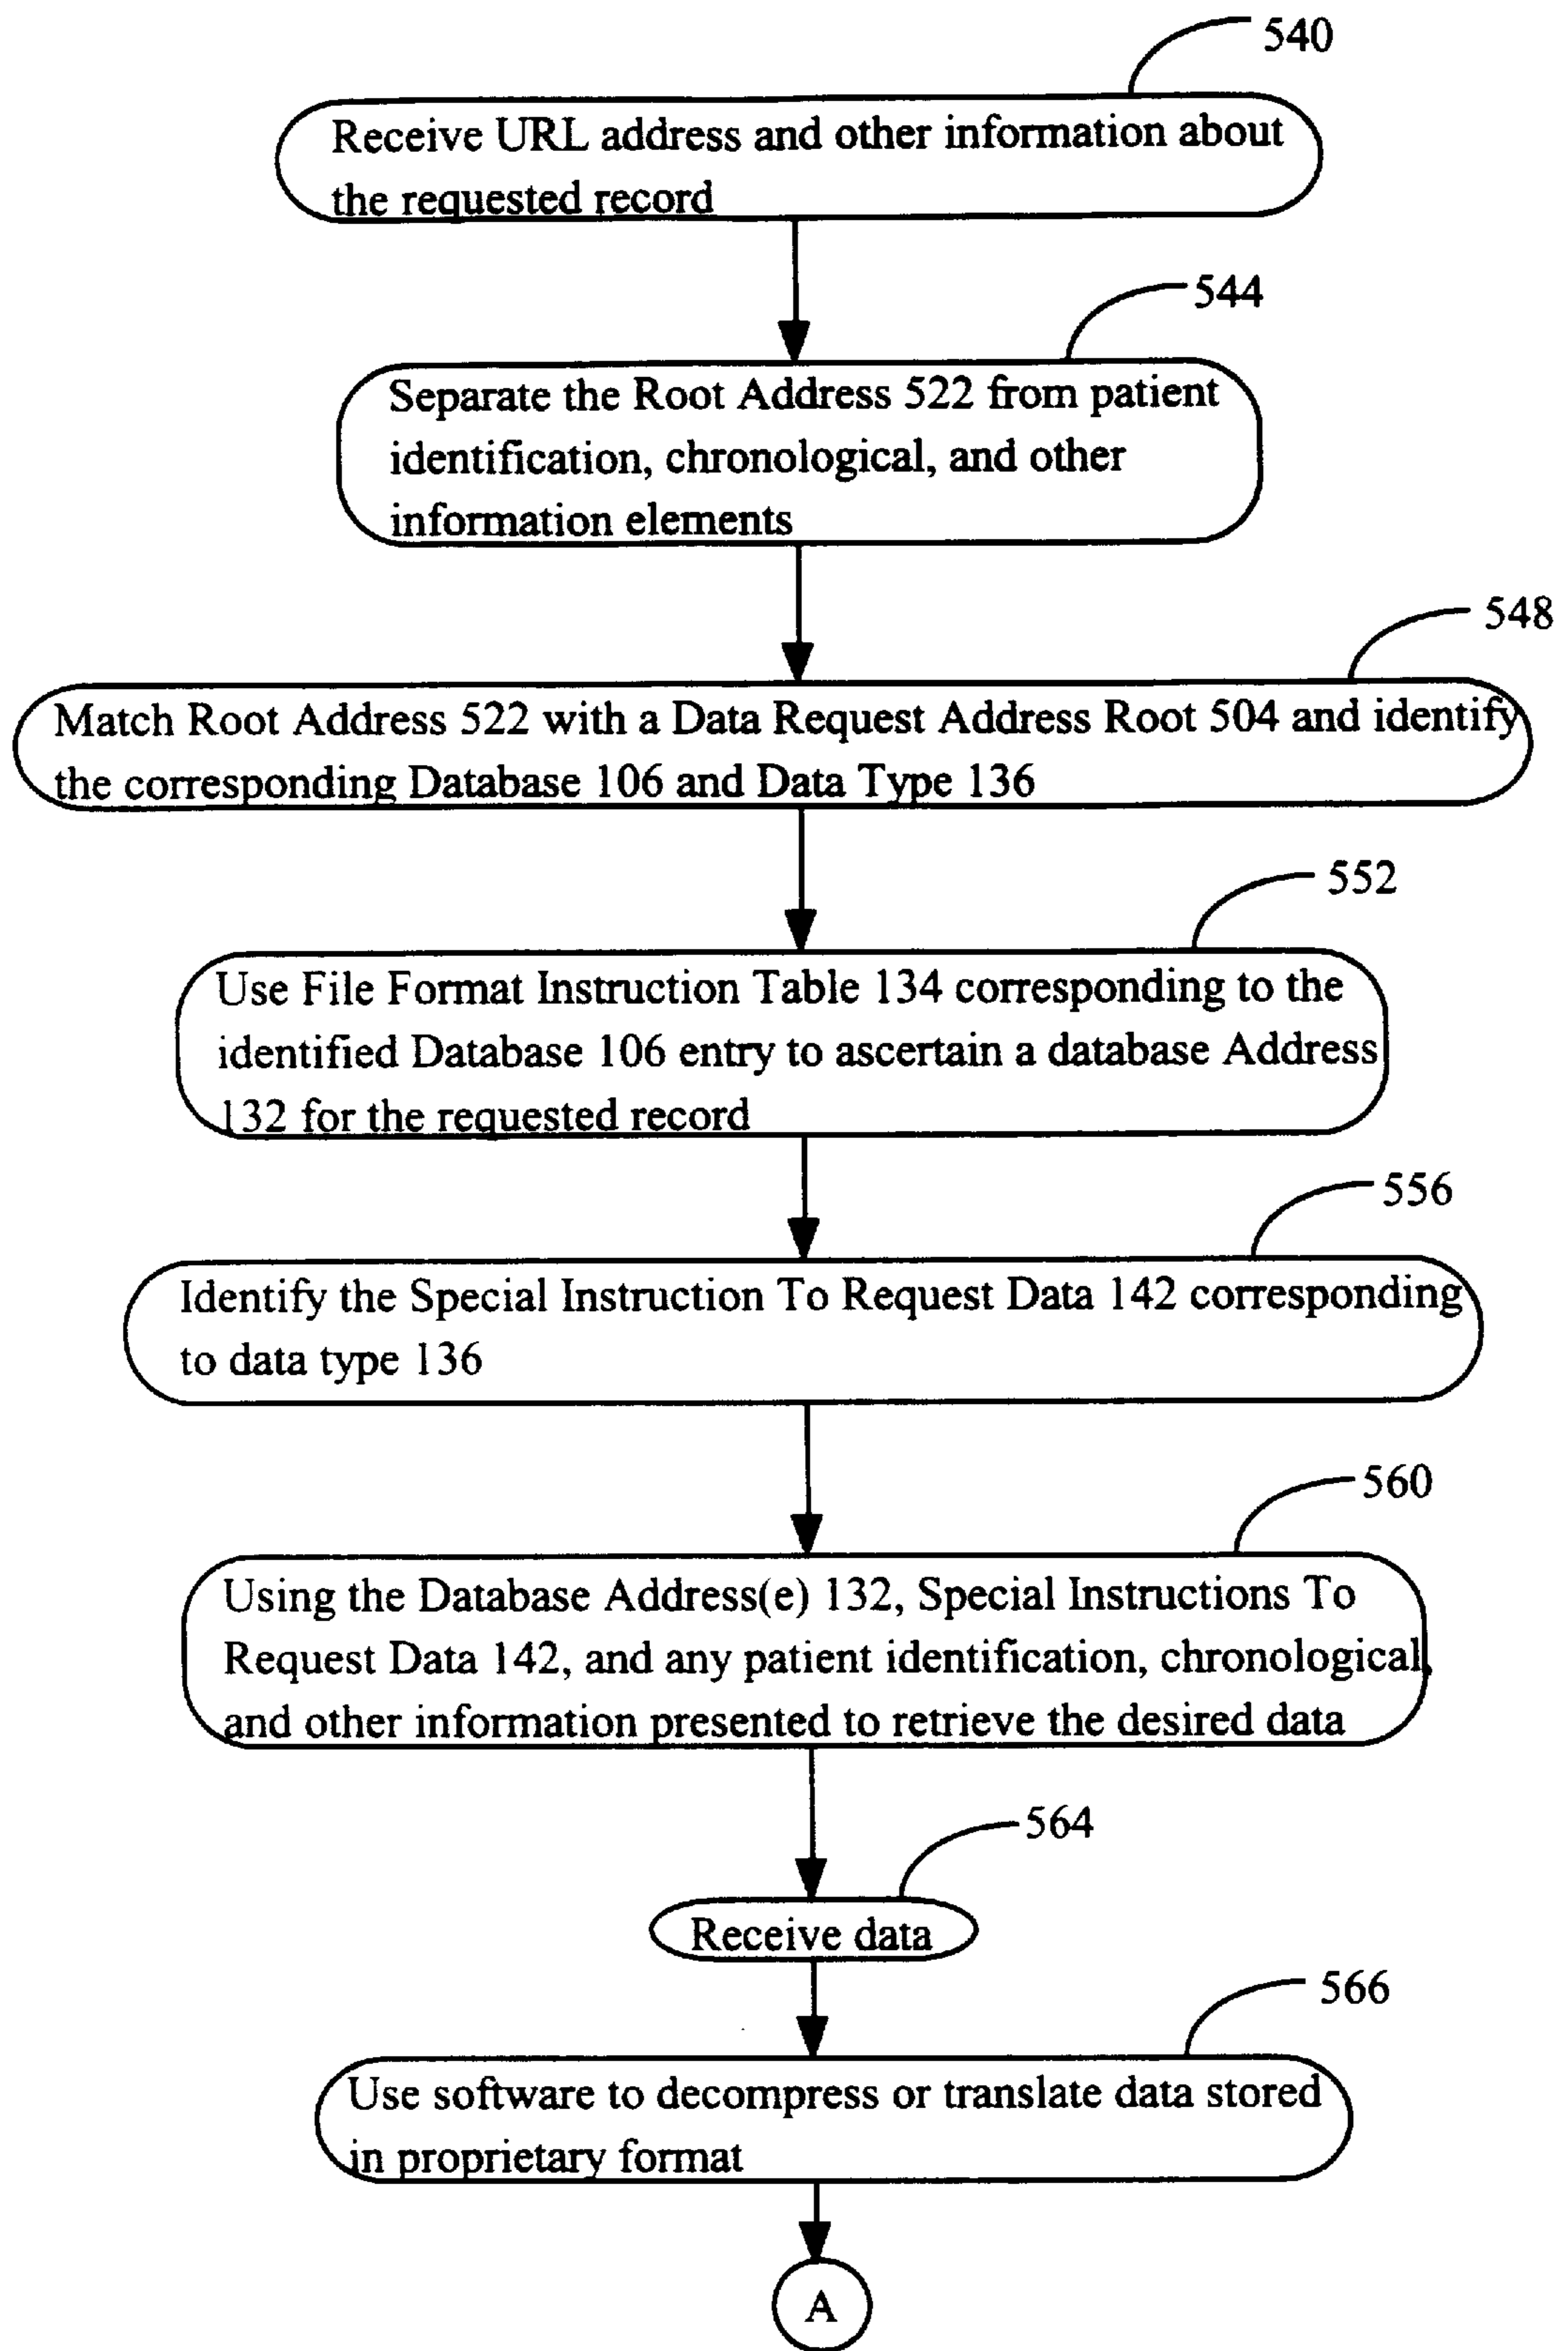 540
Receive URL address and other information about
the requested record
544
Separate the Root Address 522 from patient
identification, chronological, and other
information elements
548
Match Root Address 522 with a Data Request Address Root 504 and identify
the corresponding Database 106 and Data Type 136
552
Use File Format Instruction Table 134 corresponding to the
identified Database 106 entry to ascertain a database Address
132 for the requested record
556
Identify the Special Instruction To Request Data 142 corresponding
to data type 136
560
Using the Database Address(e) 132, Special Instructions To
Request Data 142, and any patient identification, chronological,
and other information presented to retrieve the desired data
564
Receive data
566
Use software to decompress or translate data stored
in proprietary format
A